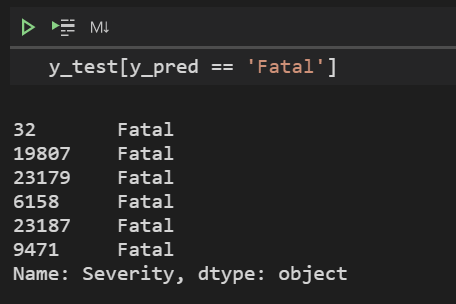 M↓
y_test[y_pred == 'Fatal']
32 Fatal
19807 Fatal
23179 Fatal
6158 Fatal
23187 Fatal
9471 Fatal
Name: Severity, dtype: object